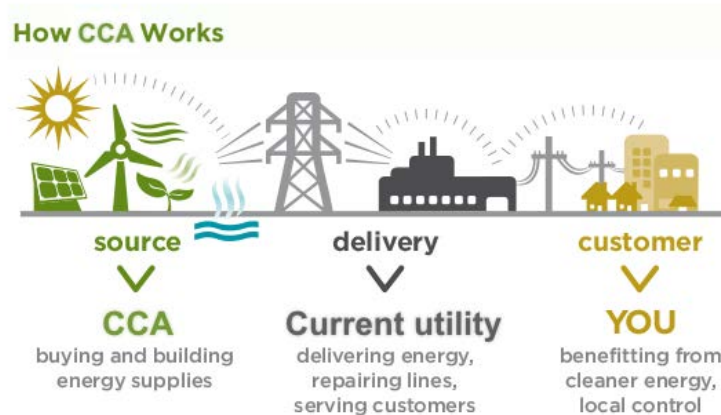 How CCA Works
source
delivery
customer
CCA
Current utility
YOU
buying and building
energy supplies
delivering energy,
repairing lines,
serving customers
benefitting from
cleaner energy,
local control